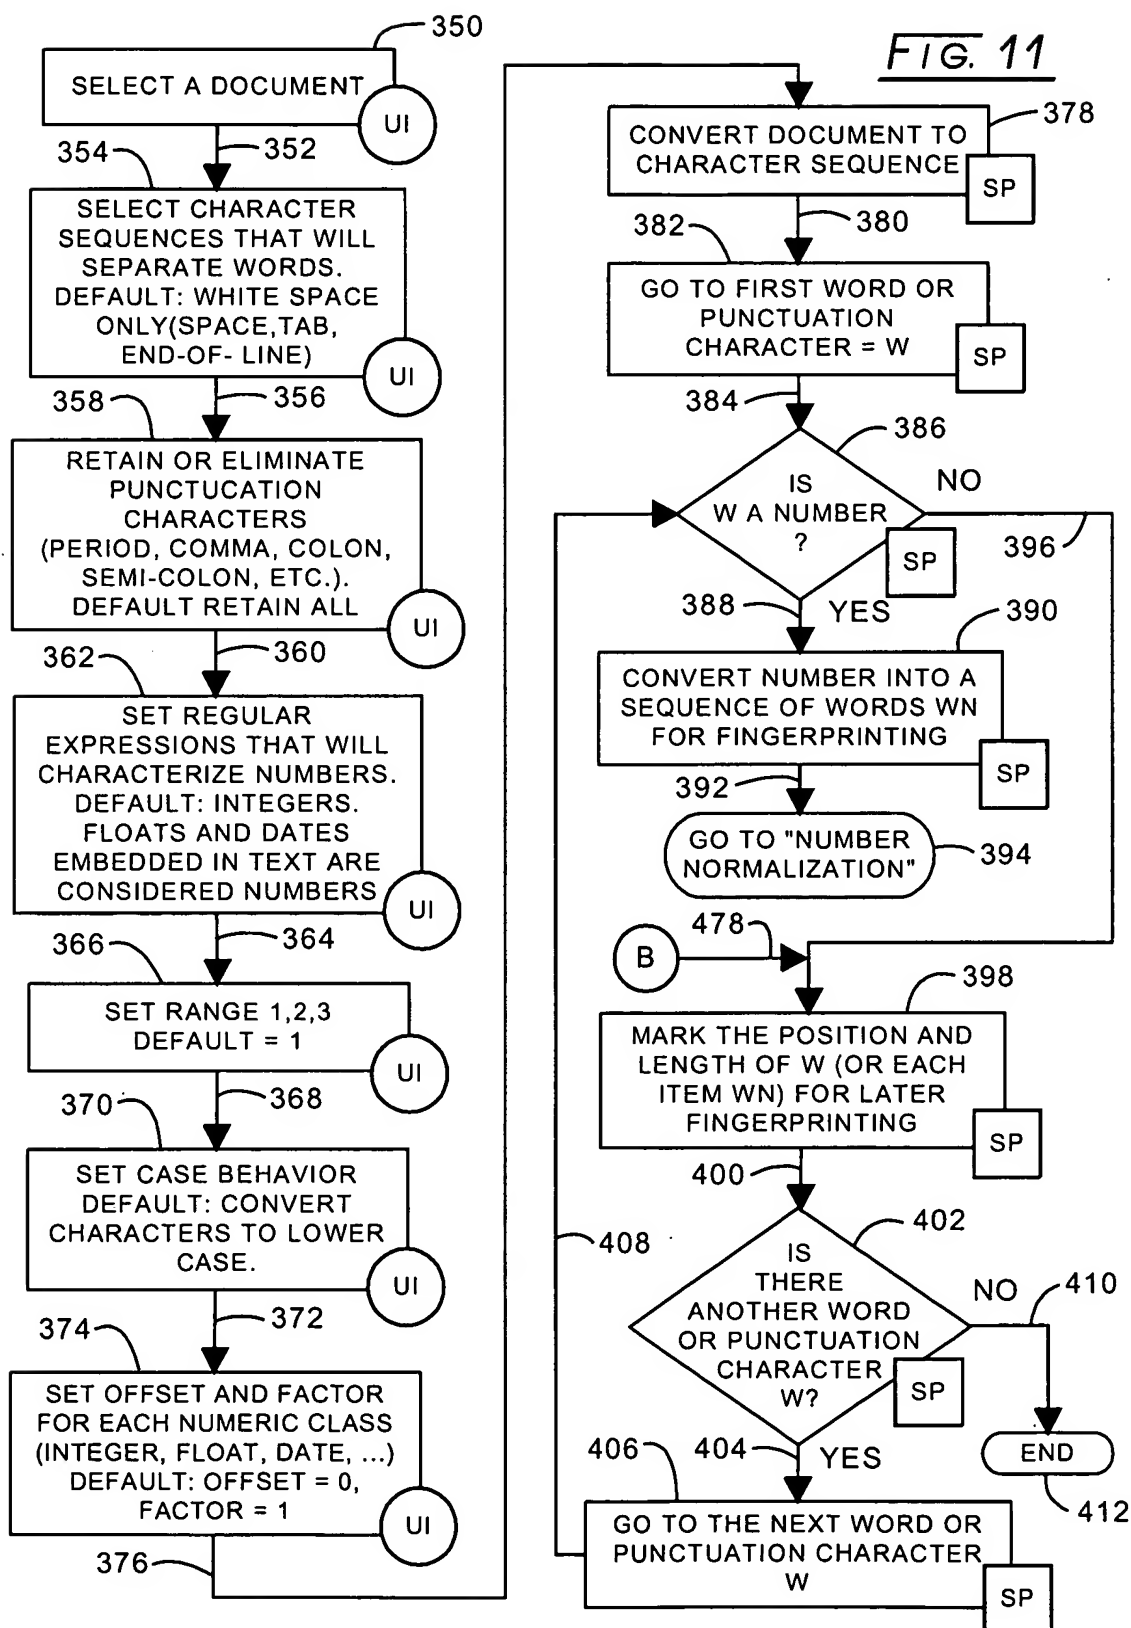 FIG. 11
350
SELECT A DOCUMENT
UI
352
354
SELECT CHARACTER
SEQUENCES THAT WILL
SEPARATE WORDS.
DEFAULT: WHITE SPACE
ONLY(SPACE,TAB,
END-OF- LINE)
UI
356
358
RETAIN OR ELIMINATE
PUNCTUCATION
CHARACTERS
(PERIOD, COMMA, COLON,
SEMI-COLON, ETC.).
DEFAULT RETAIN ALL
UI
360
362
SET REGULAR
EXPRESSIONS THAT WILL
CHARACTERIZE NUMBERS.
DEFAULT: INTEGERS.
FLOATS AND DATES
EMBEDDED IN TEXT ARE
CONSIDERED NUMBERS
UI
364
366
SET RANGE 1,2,3
DEFAULT = 1
UI
368
370
SET CASE BEHAVIOR
DEFAULT: CONVERT
CHARACTERS TO LOWER
CASE.
UI
372
374
SET OFFSET AND FACTOR
FOR EACH NUMERIC CLASS
(INTEGER, FLOAT, DATE, ...)
DEFAULT: OFFSET = 0,
FACTOR = 1
UI
376
378
CONVERT DOCUMENT TO
CHARACTER SEQUENCE
SP
380
382
GO TO FIRST WORD OR
PUNCTUATION
CHARACTER = W
SP
384
386
IS
W A NUMBER
?
SP
NO
396
388
YES
390
CONVERT NUMBER INTO A
SEQUENCE OF WORDS WN
FOR FINGERPRINTING
SP
392
GO TO "NUMBER
NORMALIZATION"
394
B
478
398
MARK THE POSITION AND
LENGTH OF W (OR EACH
ITEM WN) FOR LATER
FINGERPRINTING
SP
400
402
408
IS
THERE
ANOTHER WORD
OR PUNCTUATION
CHARACTER
W?
SP
NO
410
END
412
404
YES
406
GO TO THE NEXT WORD OR
PUNCTUATION CHARACTER
W
SP